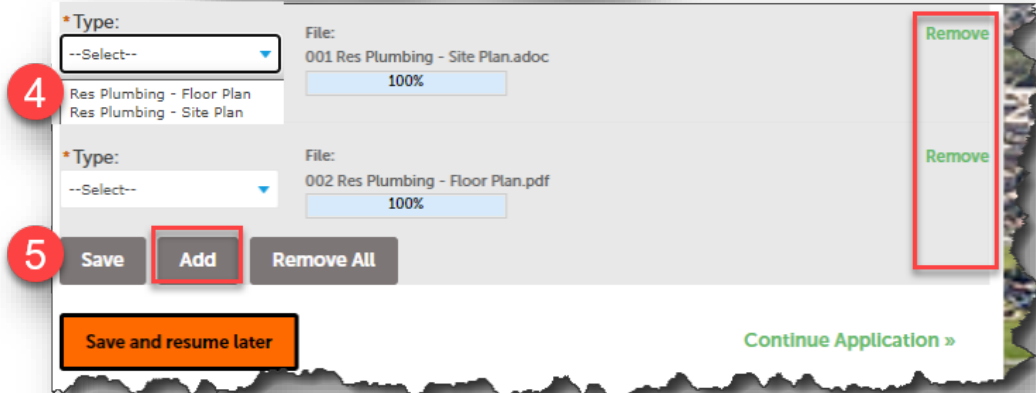 *Type:
File:
Remove
--Select--
001 Res Plumbing - Site Plan.adoc
100%
4
Res Plumbing - Floor Plan
Res Plumbing - Site Plan
*Type:
File:
Remove
--Select--
002 Res Plumbing - Floor Plan.pdf
100%
5
Save
Add
Remove All
Save and resume later
Continue Application »